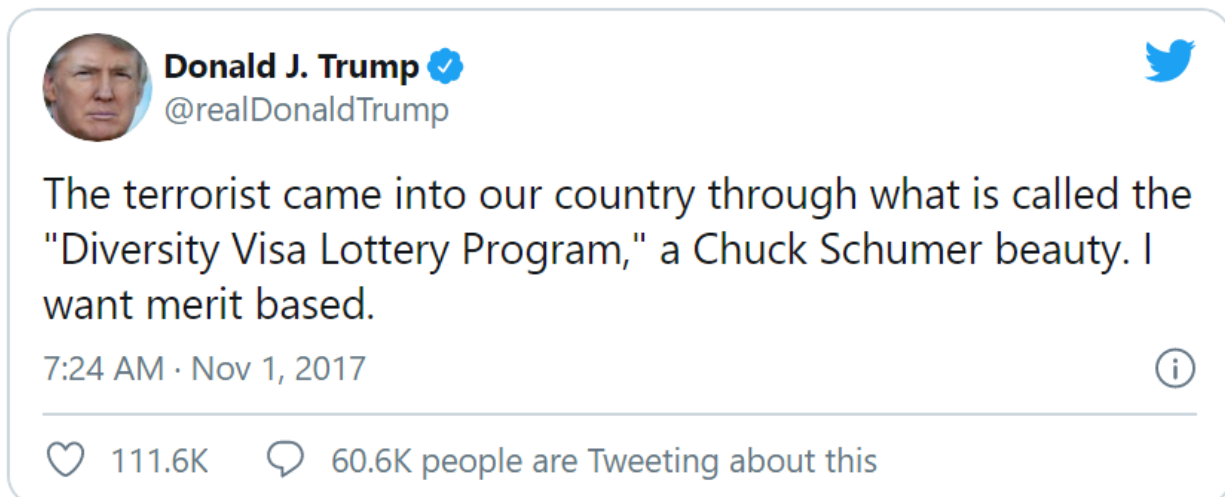 Donald J. Trump
@realDonaldTrump
The terrorist came into our country through what is called the
"Diversity Visa Lottery Program," a Chuck Schumer beauty. I
want merit based.
7:24 AM · Nov 1, 2017
111.6K 60.6K people are Tweeting about this